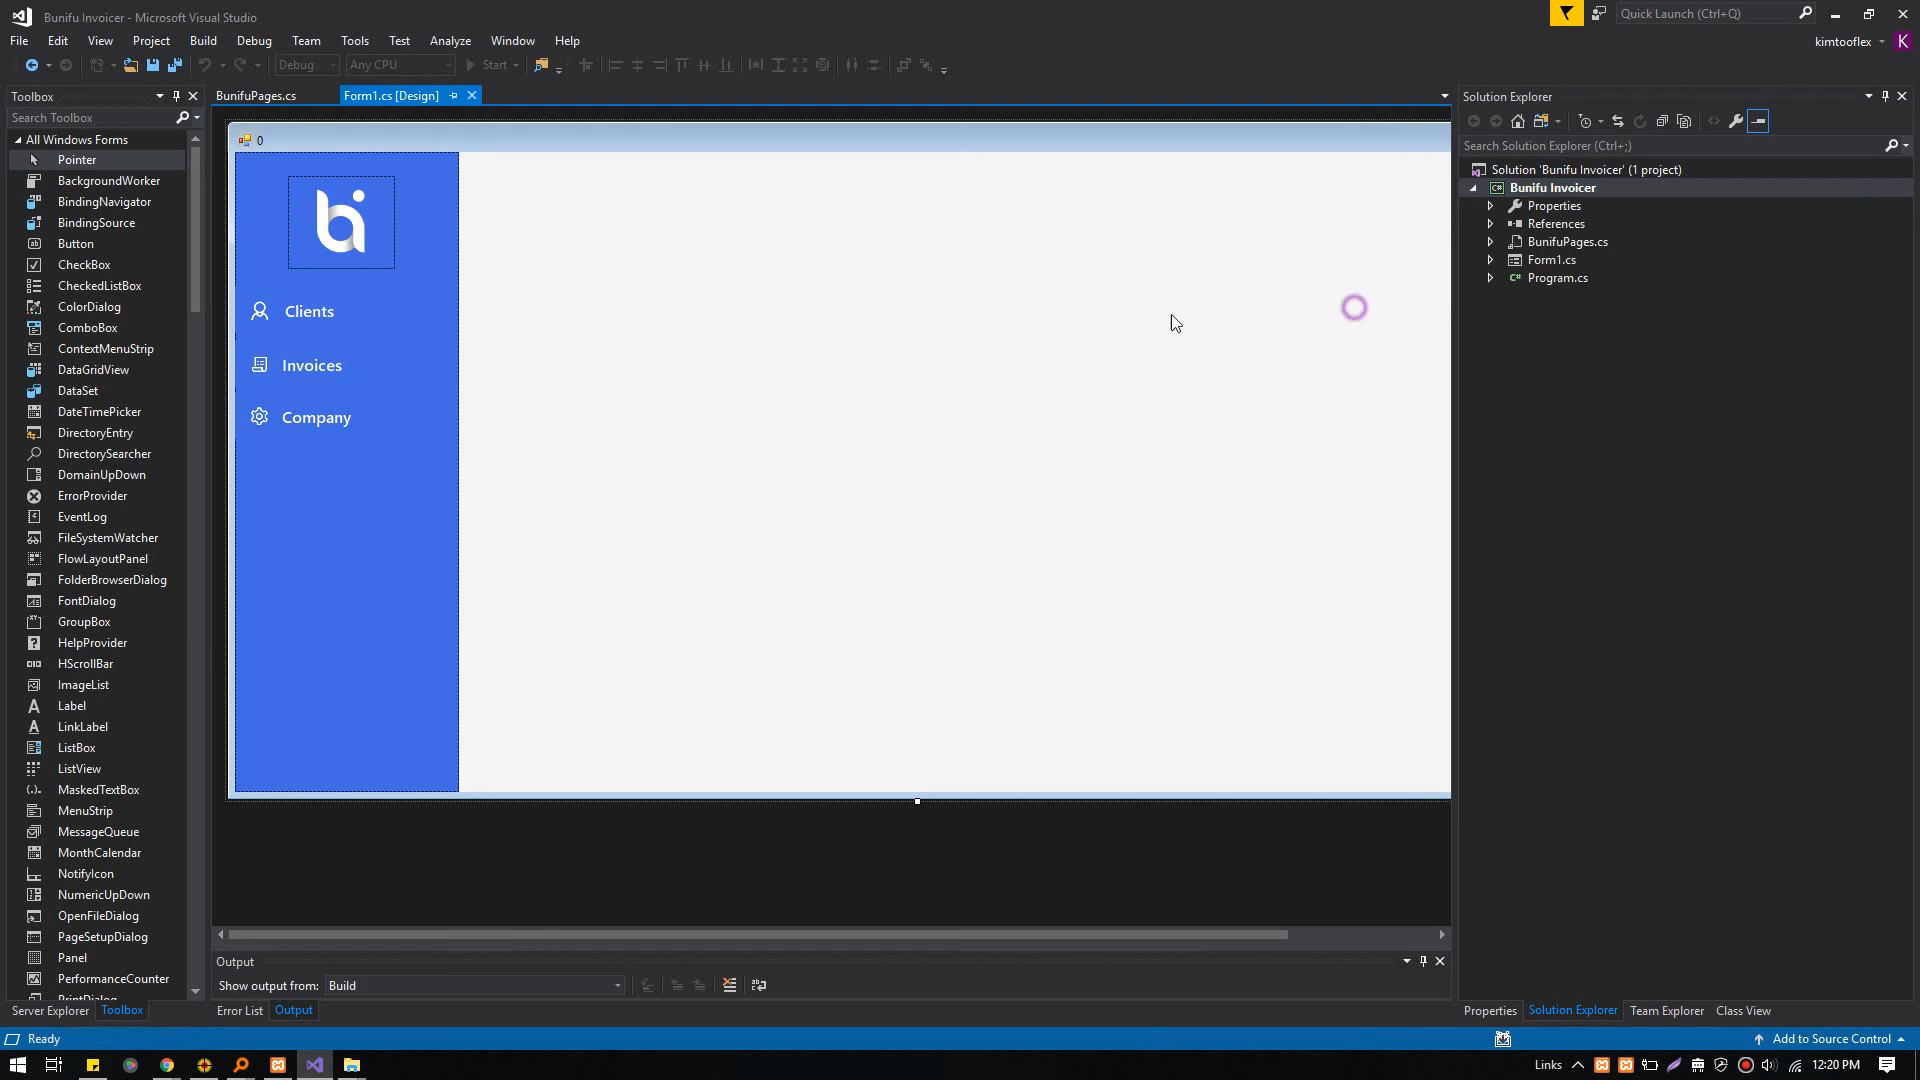 Bunifu Invoicer - Microsoft Visual Studio
Quick Launch (Ctrl+Q)
File Edit View Project Build Debug Team Tools Test Analyze Window Help
kimtooflex K
Debug Any CPU Start
Toolbox
BunifuPages.cs
Form1.cs [Design]
Solution Explorer
Search Toolbox
All Windows Forms
Pointer
BackgroundWorker
BindingNavigator
BindingSource
Button
CheckBox
CheckedListBox
ColorDialog
ComboBox
ContextMenuStrip
DataGridView
DataSet
DateTimePicker
DirectoryEntry
DirectorySearcher
DomainUpDown
ErrorProvider
EventLog
FileSystemWatcher
FlowLayoutPanel
FolderBrowserDialog
FontDialog
GroupBox
HelpProvider
HScrollBar
ImageList
Label
LinkLabel
ListBox
ListView
MaskedTextBox
MenuStrip
MessageQueue
MonthCalendar
NotifyIcon
NumericUpDown
OpenFileDialog
PageSetupDialog
Panel
PerformanceCounter
PrintDialog
0
Clients
Invoices
Company
Search Solution Explorer (Ctrl+;)
Solution 'Bunifu Invoicer' (1 project)
Bunifu Invoicer
Properties
References
BunifuPages.cs
Form1.cs
Program.cs
Output
Show output from: Build
Server Explorer Toolbox
Error List Output
Properties Solution Explorer Team Explorer Class View
Ready
Add to Source Control
Links
12:20 PM